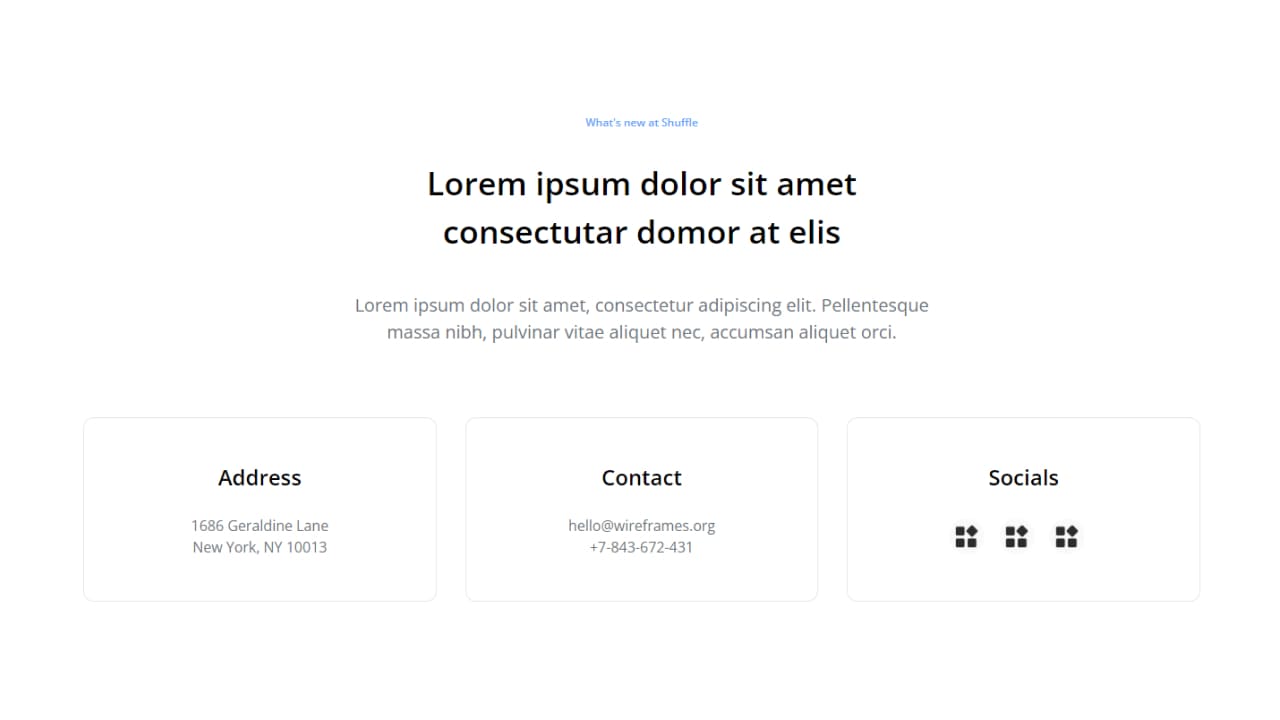 What's new at Shuffle
Lorem ipsum dolor sit amet
consectutar domor at elis
Lorem ipsum dolor sit amet, consectetur adipiscing elit. Pellentesque
massa nibh, pulvinar vitae aliquet nec, accumsan aliquet orci.
Address
1686 Geraldine Lane
New York, NY 10013
Contact
hello@wireframes.org
+7-843-672-431
Socials